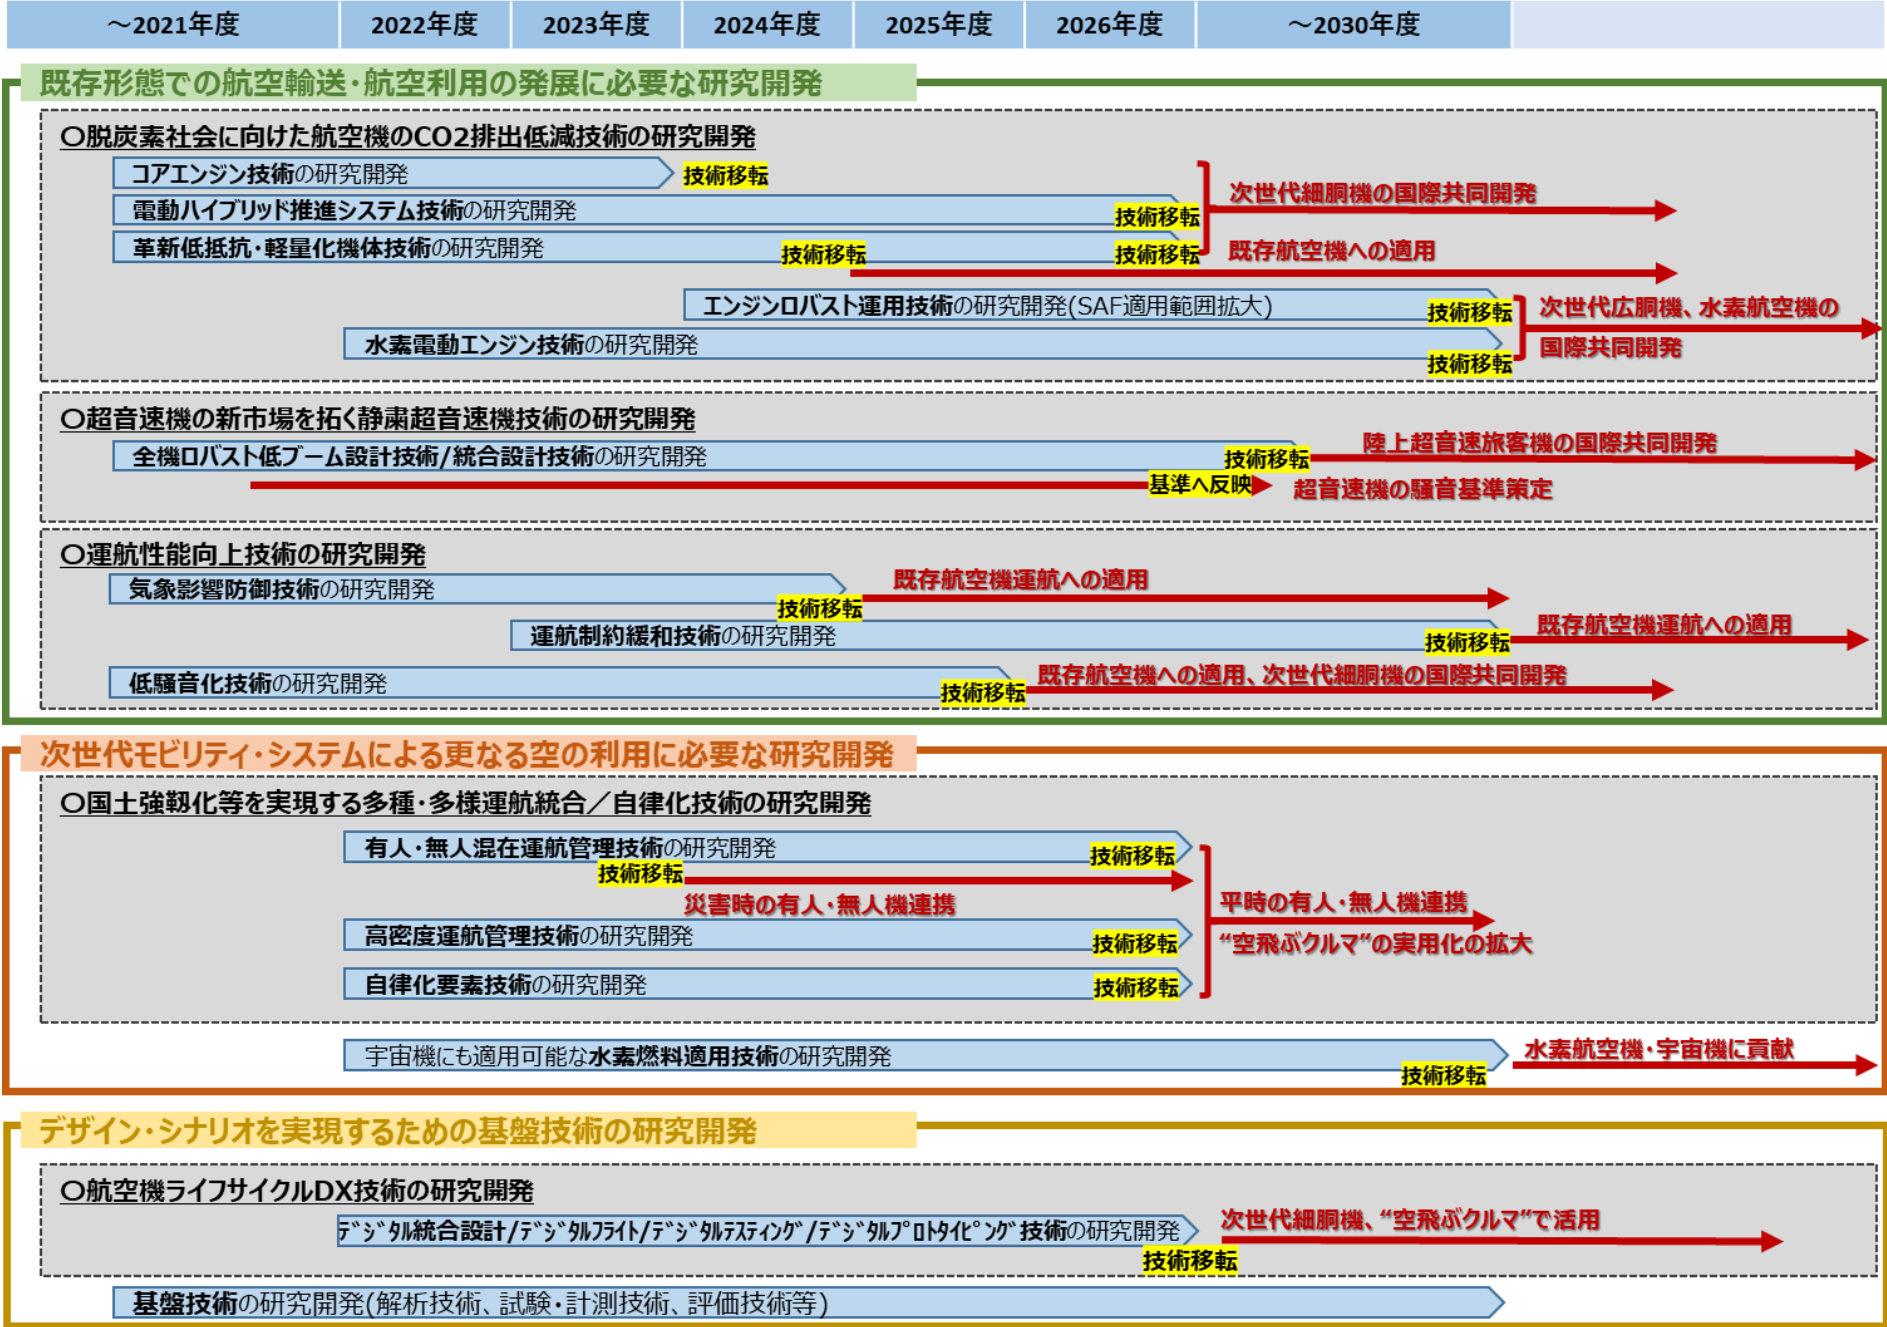 ～2021年度
2022年度
2023年度
2024年度
2025年度
2026年度
～2030年度
既存形態での航空輸送・航空利用の発展に必要な研究開発
〇脱炭素社会に向けた航空機のCO2排出低減技術の研究開発
コアエンジン技術の研究開発
技術移転
電動ハイブリッド推進システム技術の研究開発
技術移転
次世代細胴機の国際共同開発
革新低抵抗・軽量化機体技術の研究開発
技術移転
技術移転
既存航空機への適用
エンジンロバスト運用技術の研究開発(SAF適用範囲拡大)
技術移転
次世代広胴機、水素航空機の
国際共同開発
水素電動エンジン技術の研究開発
技術移転
〇超音速機の新市場を拓く静粛超音速機技術の研究開発
全機ロバスト低ブーム設計技術/統合設計技術の研究開発
技術移転
陸上超音速旅客機の国際共同開発
基準へ反映
超音速機の騒音基準策定
〇運航性能向上技術の研究開発
気象影響防御技術の研究開発
技術移転
既存航空機運航への適用
運航制約緩和技術の研究開発
技術移転
既存航空機運航への適用
低騒音化技術の研究開発
技術移転
既存航空機への適用、次世代細胴機の国際共同開発
次世代モビリティ・システムによる更なる空の利用に必要な研究開発
〇国土強靱化等を実現する多種・多様運航統合／自律化技術の研究開発
有人・無人混在運航管理技術の研究開発
技術移転
技術移転
災害時の有人・無人機連携
高密度運航管理技術の研究開発
技術移転
平時の有人・無人機連携
“空飛ぶクルマ”の実用化の拡大
自律化要素技術の研究開発
技術移転
宇宙機にも適用可能な水素燃料適用技術の研究開発
技術移転
水素航空機・宇宙機に貢献
デザイン・シナリオを実現するための基盤技術の研究開発
〇航空機ライフサイクルDX技術の研究開発
ﾃﾞｼﾞﾀﾙ統合設計/ﾃﾞｼﾞﾀﾙﾌﾗｲﾄ/ﾃﾞｼﾞﾀﾙﾃｽﾃｨﾝｸﾞ/ﾃﾞｼﾞﾀﾙﾌﾟﾛﾄﾀｲﾋﾟﾝｸﾞ技術の研究開発
技術移転
次世代細胴機、“空飛ぶクルマ”で活用
基盤技術の研究開発(解析技術、試験・計測技術、評価技術等)